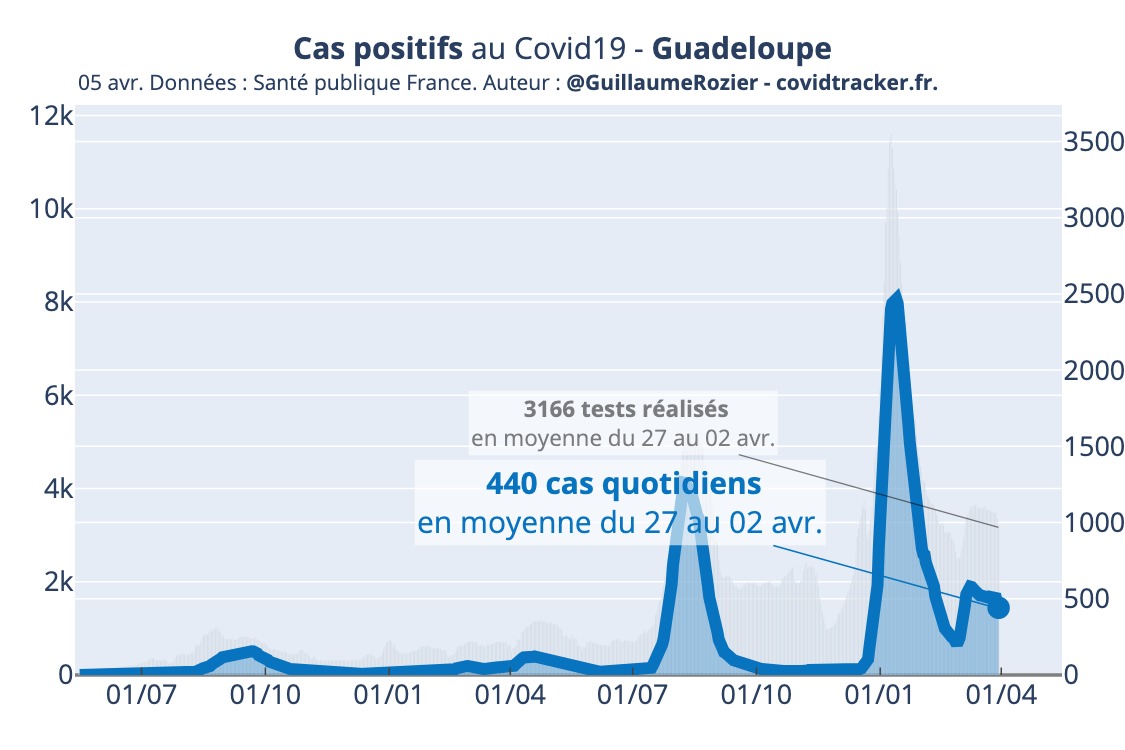 Cas positifs au Covid19 - Guadeloupe
05 avr. Données : Santé publique France. Auteur : @GuillaumeRozier - covidtracker.fr.
12k
10k
8k
6k
4k
2k
0
3500
3000
2500
2000
1500
1000
500
0
3166 tests réalisés
en moyenne du 27 au 02 avr.
440 cas quotidiens
en moyenne du 27 au 02 avr.
01/07 01/10 01/01 01/04 01/07 01/10 01/01 01/04